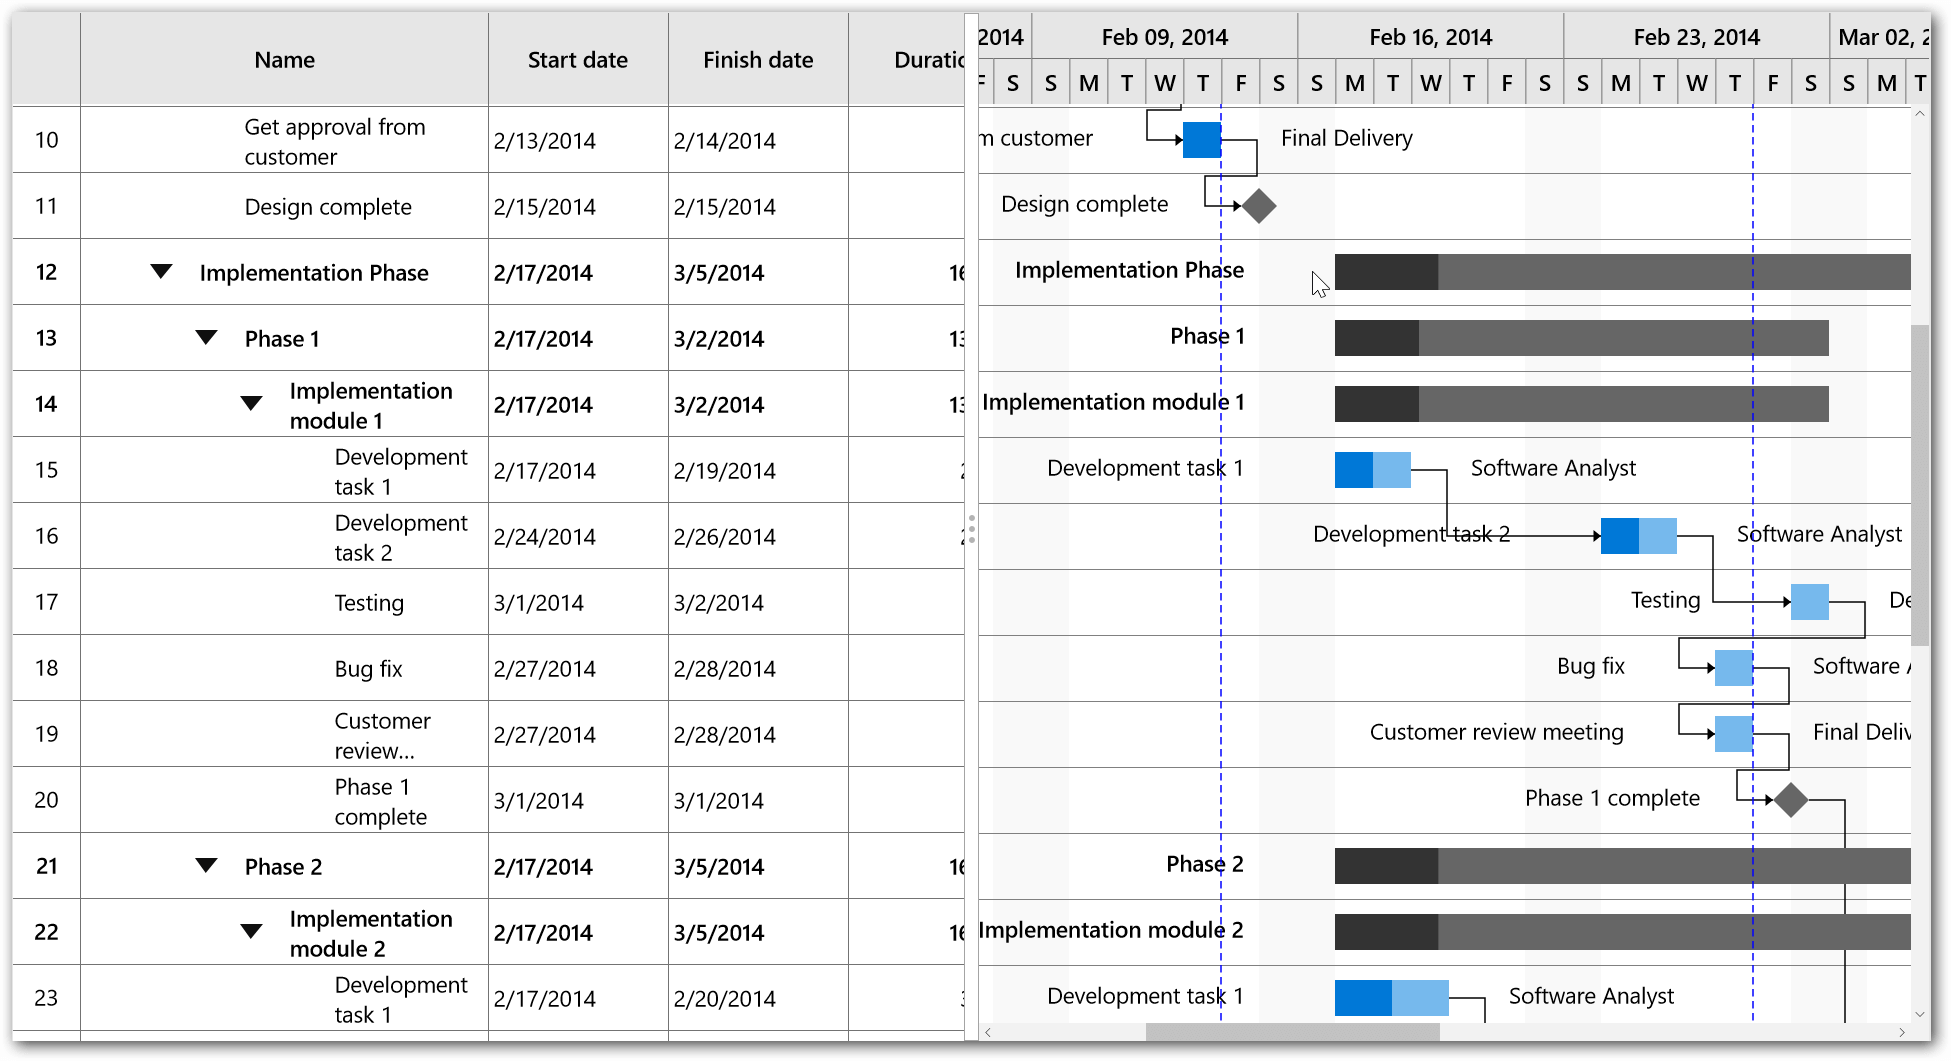 Name Start date Finish date Duratic
2014 Feb 09, 2014 Feb 16, 2014 Feb 23, 2014 Mar 02, 2
F S S M T W T F S S M T W T F S S M T W T F S S M T
10 Get approval from
customer 2/13/2014 2/14/2014 m customer Final Delivery
11 Design complete 2/15/2014 2/15/2014 Design complete
12 Implementation Phase 2/17/2014 3/5/2014 16 Implementation Phase
13 Phase 1 2/17/2014 3/2/2014 13 Phase 1
14 Implementation
module 1 2/17/2014 3/2/2014 13 Implementation module 1
15 Development
task 1 2/17/2014 2/19/2014 2 Development task 1 Software Analyst
16 Development
task 2 2/24/2014 2/26/2014 2 Development task 2 Software Analyst
17 Testing 3/1/2014 3/2/2014 Testing De
18 Bug fix 2/27/2014 2/28/2014 Bug fix Software A
19 Customer
review... 2/27/2014 2/28/2014 Customer review meeting Final Deliv
20 Phase 1
complete 3/1/2014 3/1/2014 Phase 1 complete
21 Phase 2 2/17/2014 3/5/2014 16 Phase 2
22 Implementation
module 2 2/17/2014 3/5/2014 16 Implementation module 2
23 Development
task 1 2/17/2014 2/20/2014 3 Development task 1 Software Analyst